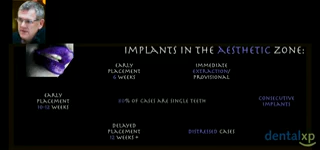 IMPLANTS IN THE AESTHETIC ZONE:
EARLY
PLACEMENT
6 WEEKS
IMMEDIATE
EXTRACTION/
PROVISIONAL
EARLY
PLACEMENT
10-12 WEEKS
80% OF CASES ARE SINGLE TEETH
CONSECUTIVE
IMPLANTS
DELAYED
PLACEMENT
12 WEEKS +
DISTRESSED CASES
dentalxp